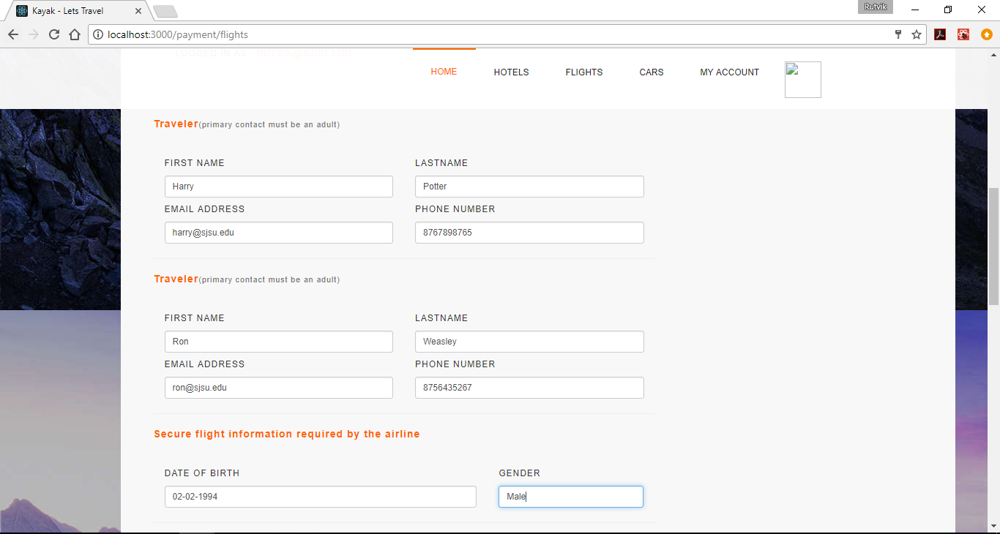 Kayak - Lets Travel
Rutvik
localhost:3000/payment/flights
LOGGED IN AS
HOME HOTELS FLIGHTS CARS MY ACCOUNT
Traveler(primary contact must be an adult)
FIRST NAME LASTNAME
Harry Potter
EMAIL ADDRESS PHONE NUMBER
harry@sjsu.edu 8767898765
Traveler(primary contact must be an adult)
FIRST NAME LASTNAME
Ron Weasley
EMAIL ADDRESS PHONE NUMBER
ron@sjsu.edu 8756435267
Secure flight information required by the airline
DATE OF BIRTH GENDER
02-02-1994 Male